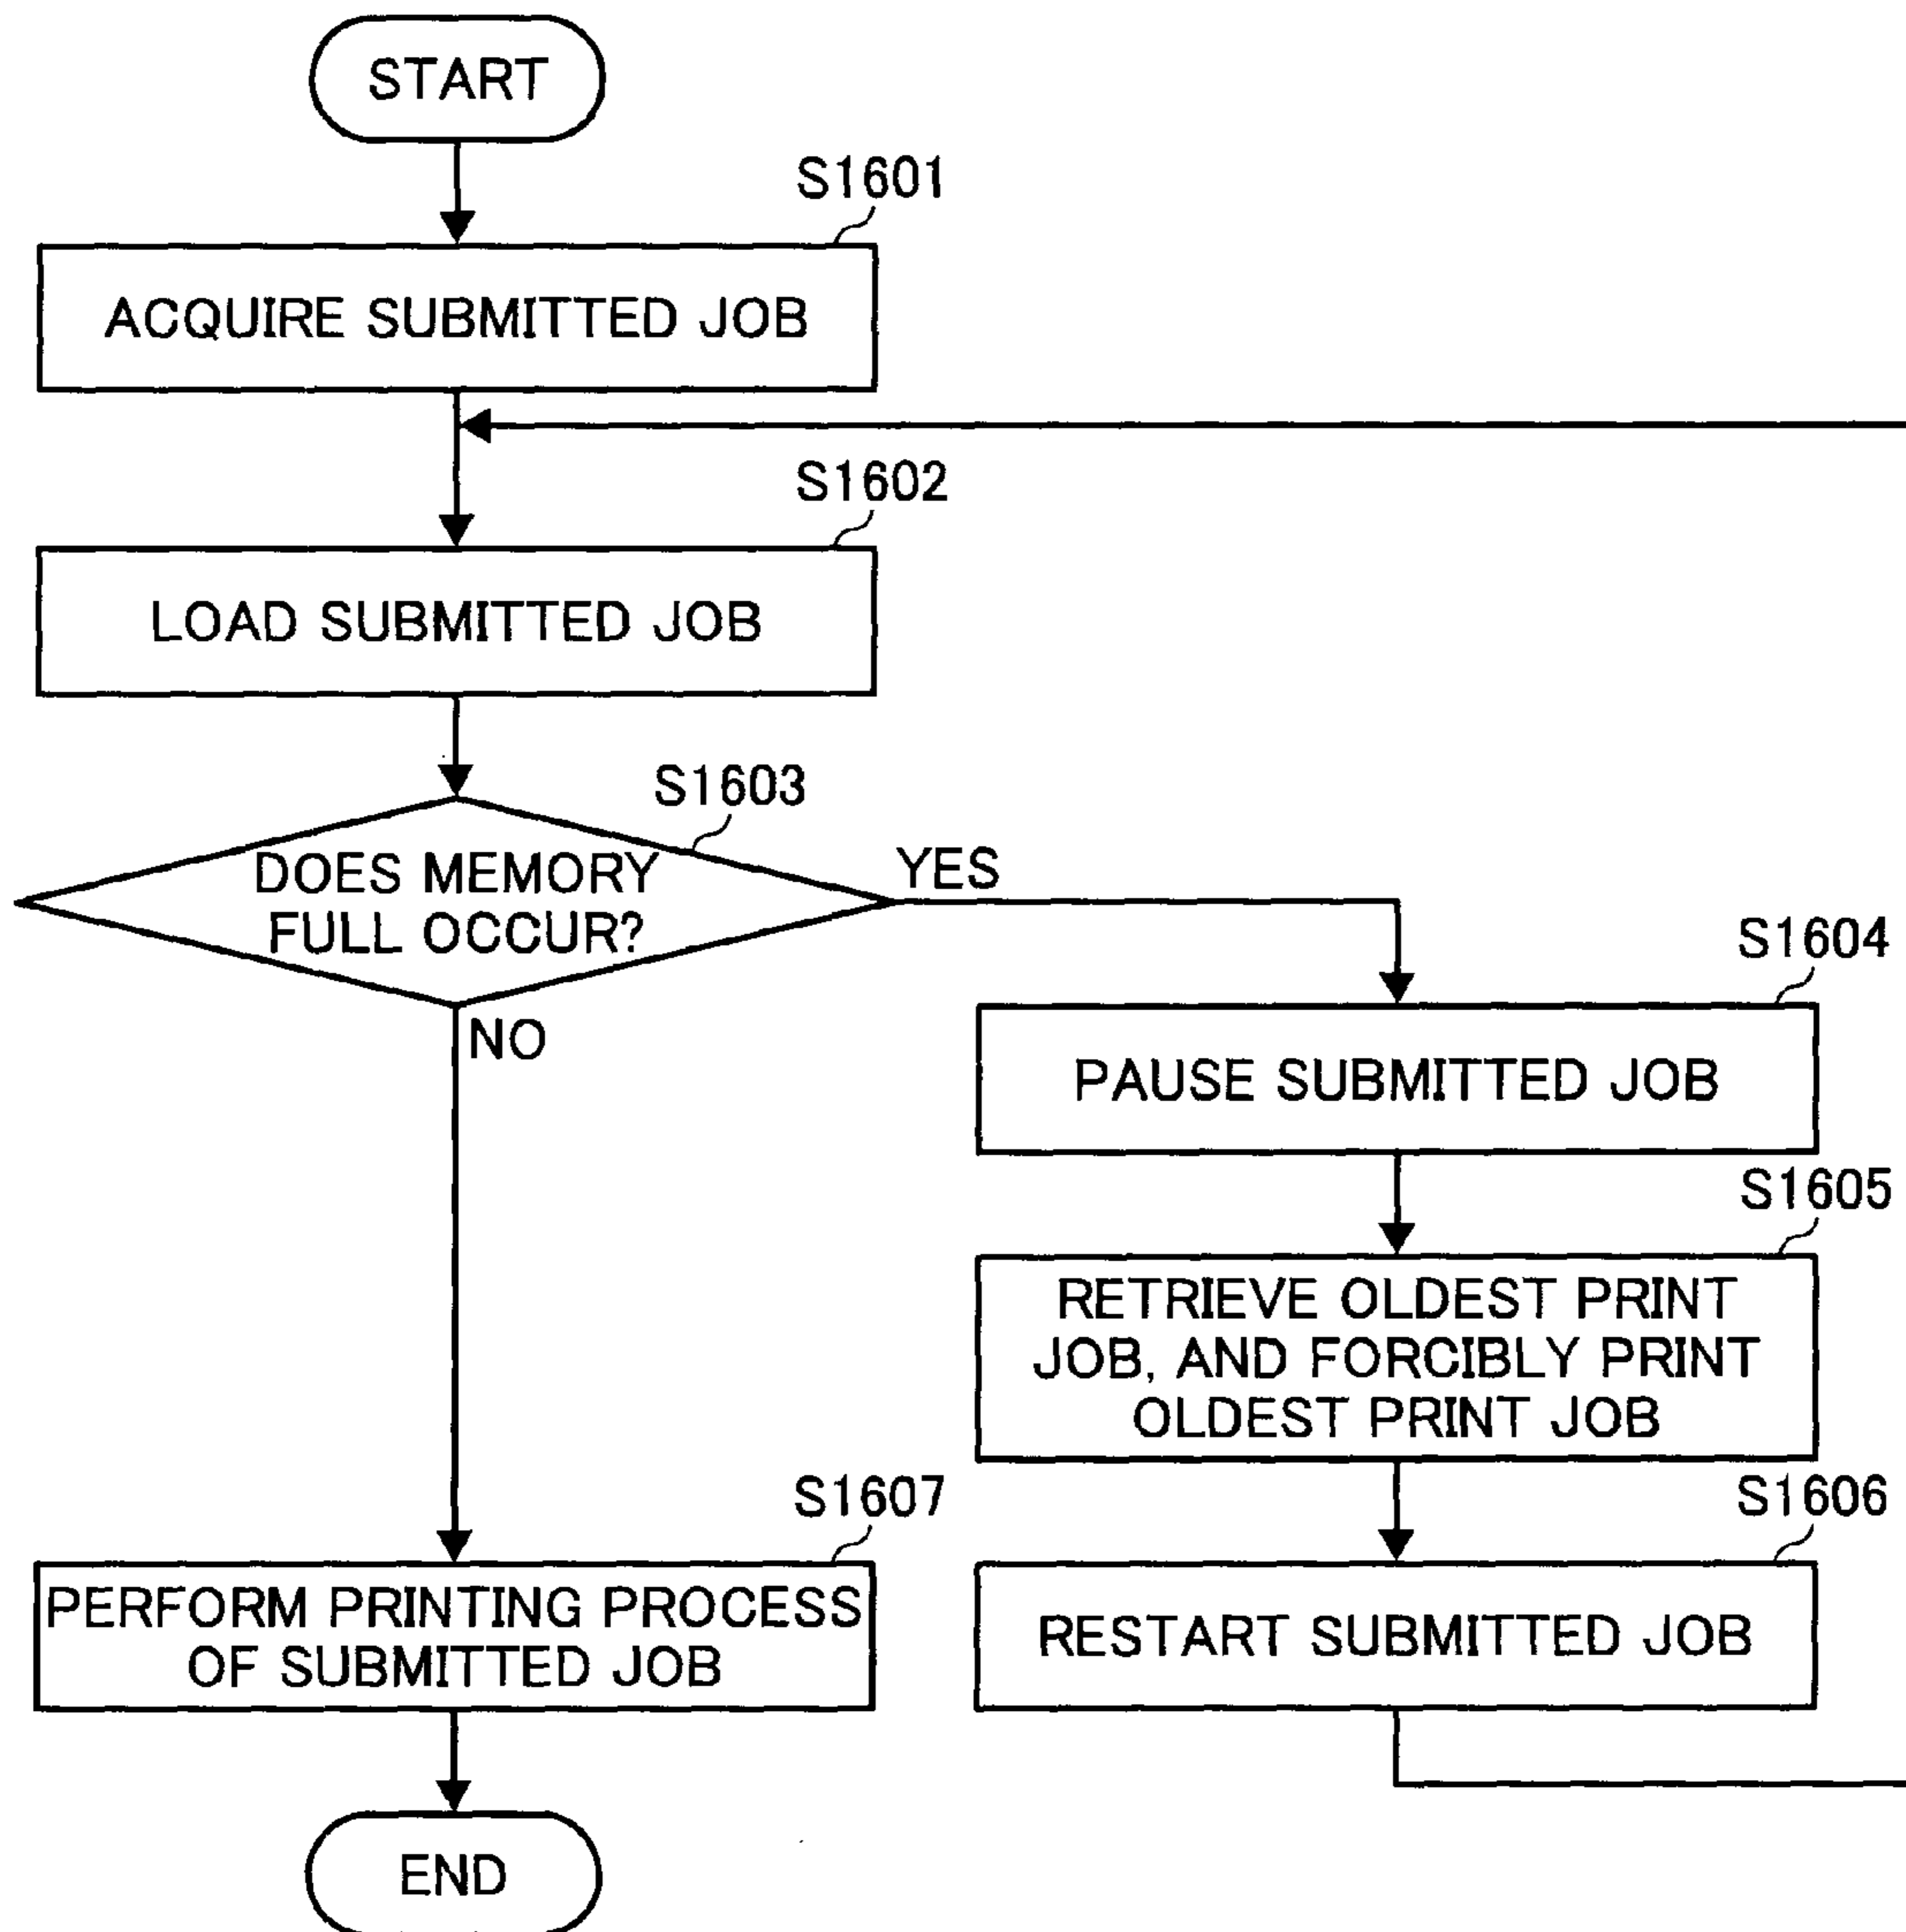 START
S1601
ACQUIRE SUBMITTED JOB
S1602
LOAD SUBMITTED JOB
S1603
DOES MEMORY
FULL OCCUR?
YES
NO
S1604
PAUSE SUBMITTED JOB
S1605
RETRIEVE OLDEST PRINT
JOB, AND FORCIBLY PRINT
OLDEST PRINT JOB
S1606
RESTART SUBMITTED JOB
S1607
PERFORM PRINTING PROCESS
OF SUBMITTED JOB
END